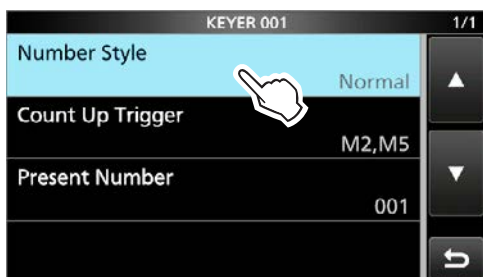 KEYER 001
1/1
Number Style
Normal
Count Up Trigger
M2,M5
Present Number
001